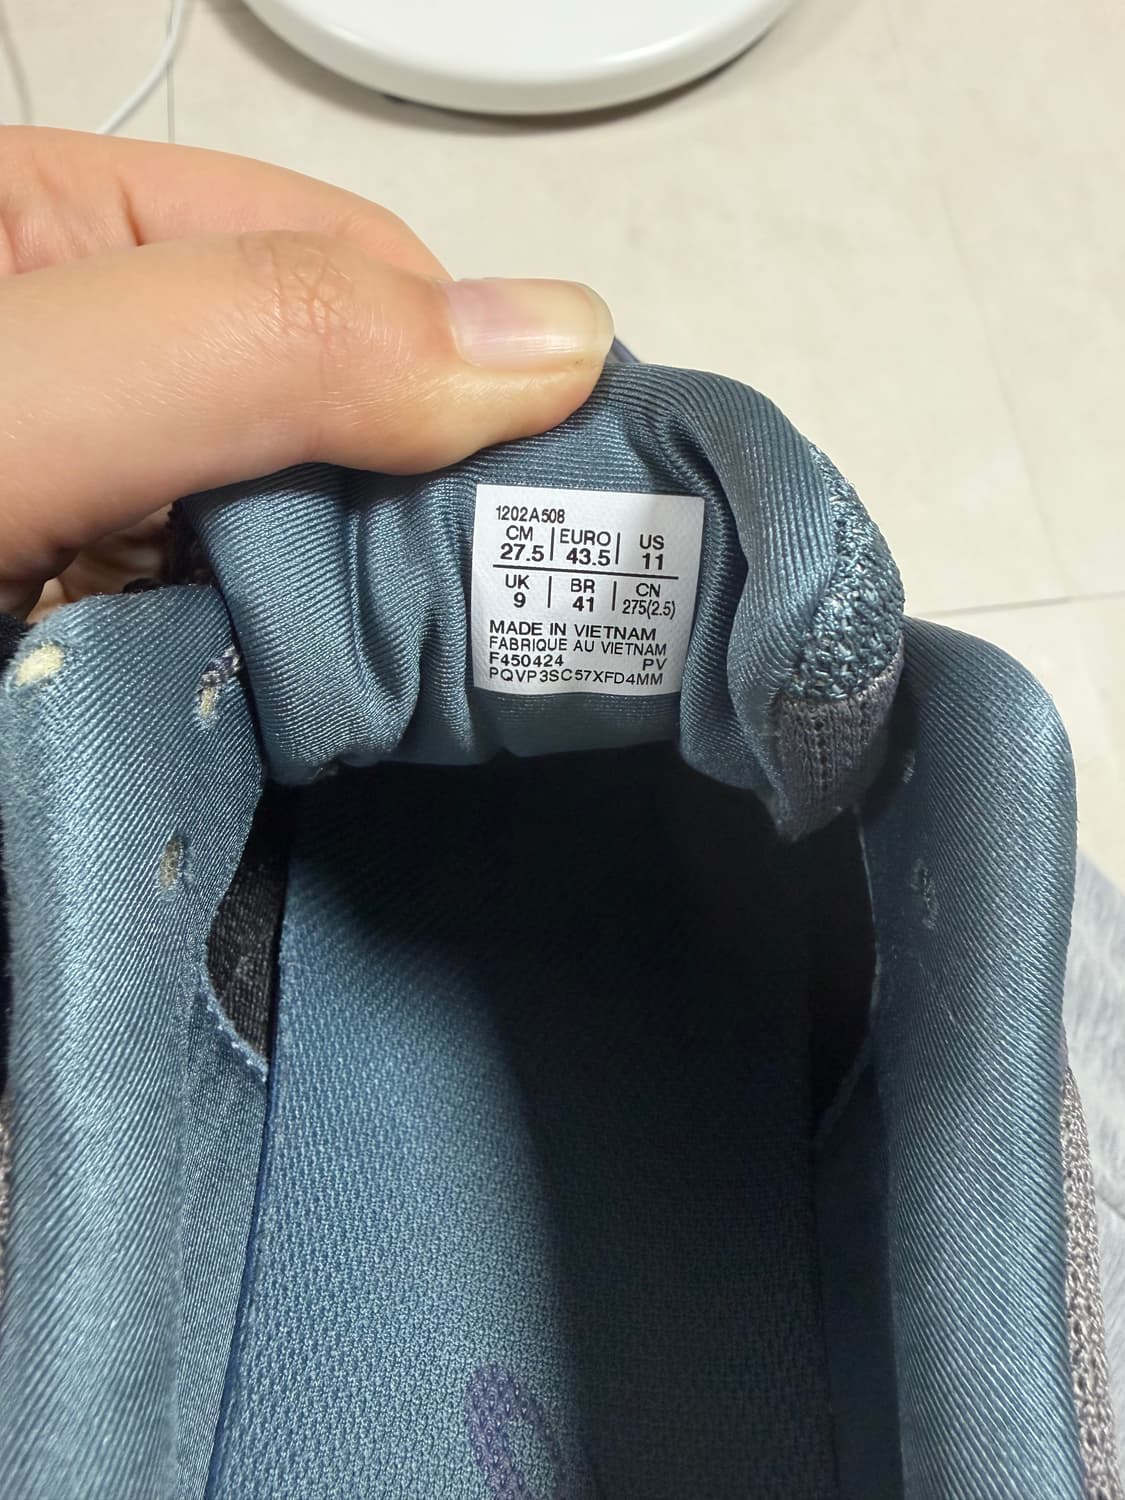 1202A508
CM | EURO | US
27.5 | 43.5 | 11
UK | BR | CN
9 | 41 | 275(2.5)
MADE IN VIETNAM
FABRIQUE AU VIETNAM
F450424 PV
PQVP3SC57XFD4MM